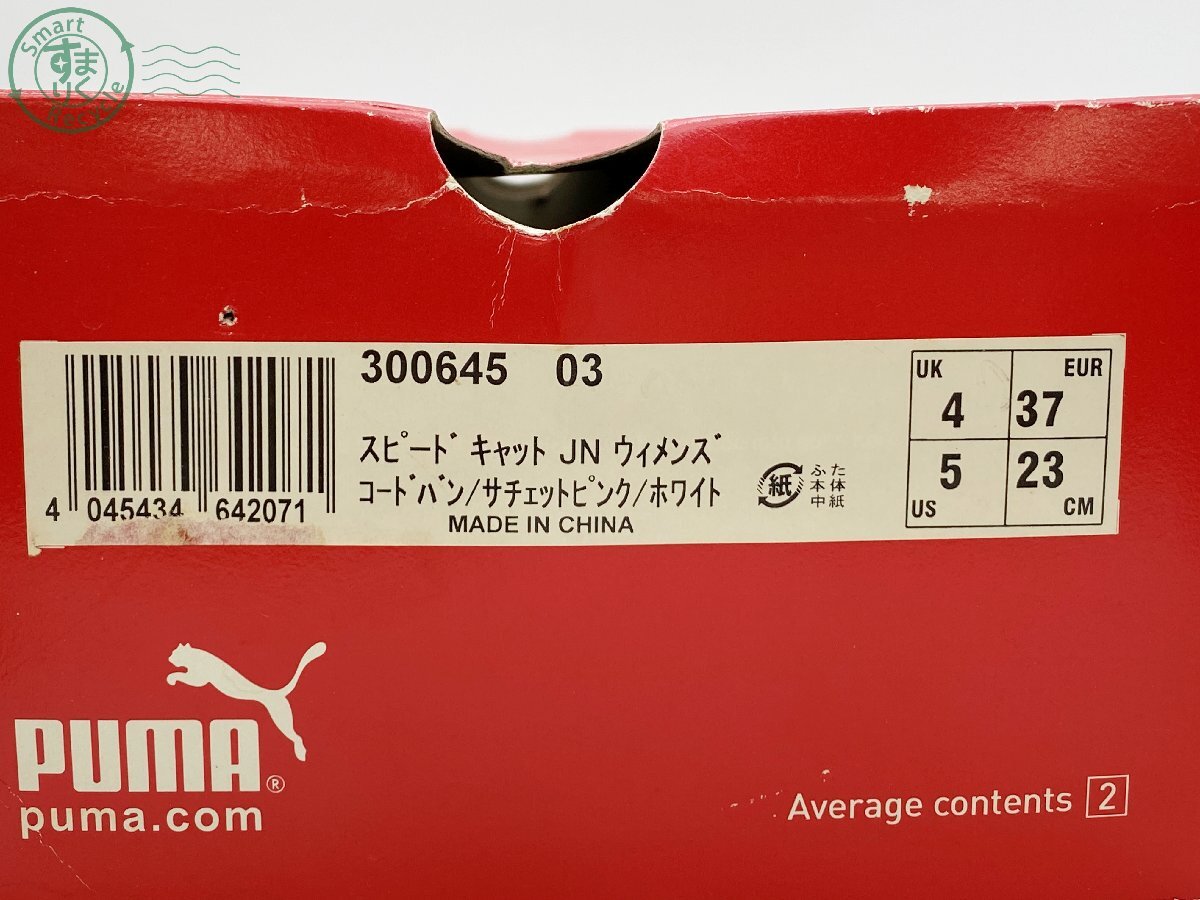 Smart
すまりく
Recycle
300645 03
スピード キャット JN ウィメンズ
コードバン/サチェットピンク/ホワイト
MADE IN CHINA
4 045434 642071
紙
ふた
本体
中紙
UK 4
EUR 37
US 5
CM 23
PUMA®
puma.com
Average contents 2